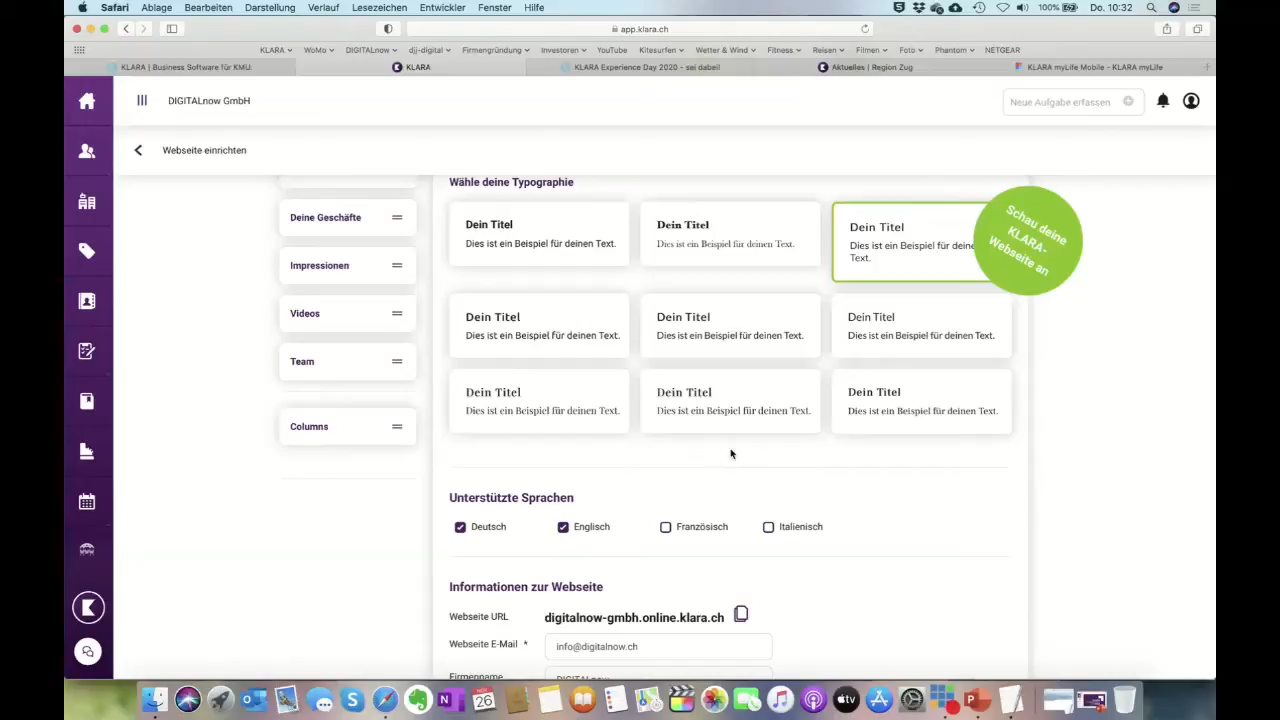 Safari Ablage Bearbeiten Darstellung Verlauf Lesezeichen Entwickler Fenster Hilfe 100% Do. 10:32
app.klara.ch
KLARA WoMo DIGITALnow djj-digital Firmengründung Investoren YouTube Kitesurfen Wetter & Wind Fitness Reisen Filmen Foto Phantom NETGEAR
KLARA | Business Software für KMU. KLARA KLARA Experience Day 2020 – sei dabei! Aktuelles | Region Zug KLARA myLife Mobile - KLARA myLife
DIGITALnow GmbH
Neue Aufgabe erfassen
Webseite einrichten
Wähle deine Typographie
Deine Geschäfte
Impressionen
Videos
Team
Columns
Dein Titel
Dies ist ein Beispiel für deinen Text.
Dein Titel
Dies ist ein Beispiel für deinen Text.
Dein Titel
Dies ist ein Beispiel für deine
Text.
Schau deine
KLARA-
Webseite an
Dein Titel
Dies ist ein Beispiel für deinen Text.
Dein Titel
Dies ist ein Beispiel für deinen Text.
Dein Titel
Dies ist ein Beispiel für deinen Text.
Dein Titel
Dies ist ein Beispiel für deinen Text.
Dein Titel
Dies ist ein Beispiel für deinen Text.
Dein Titel
Dies ist ein Beispiel für deinen Text.
Unterstützte Sprachen
Deutsch Englisch Französisch Italienisch
Informationen zur Webseite
Webseite URL digitalnow-gmbh.online.klara.ch
Webseite E-Mail * info@digitalnow.ch
Firmenname DIGITALnow
NOV
26
tv